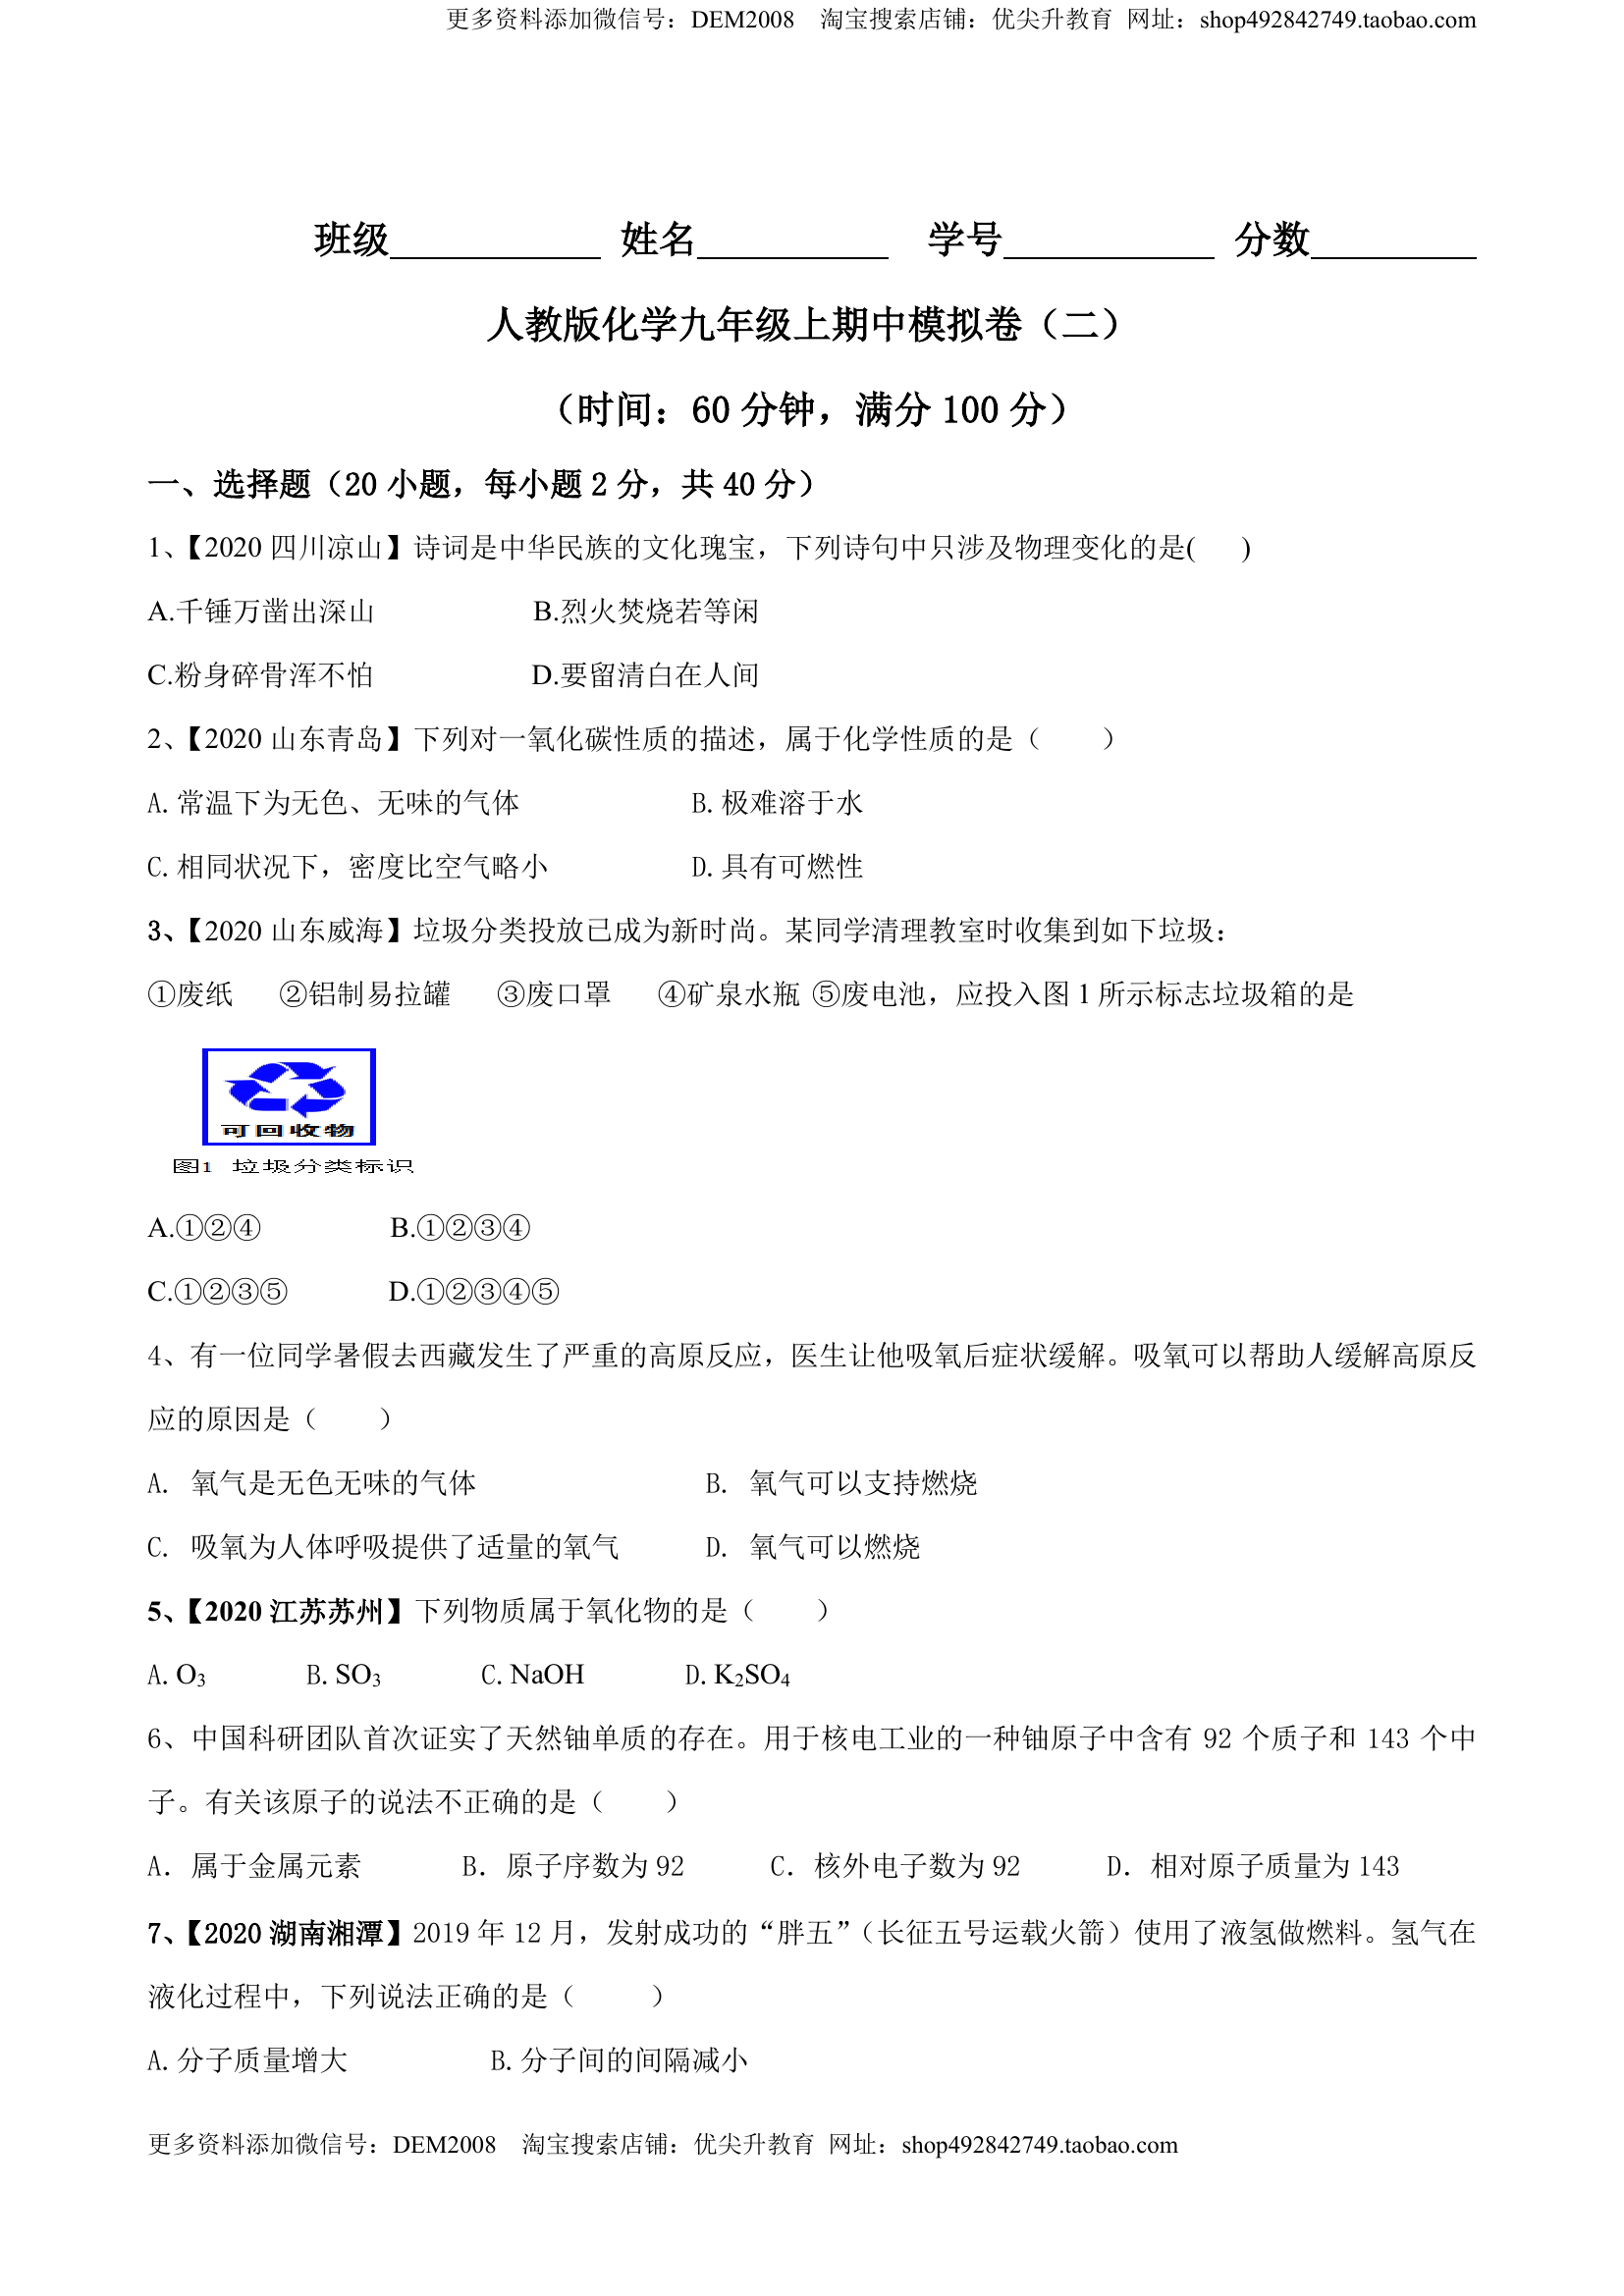 更多资料添加微信号：DEM2008 淘宝搜索店铺：优尖升教育 网址：shop492842749.taobao.com
班级__________ 姓名__________ 学号__________ 分数__________
人教版化学九年级上期中模拟卷（二）
（时间：60 分钟，满分 100 分）
一、选择题（20 小题，每小题 2 分，共 40 分）
1、【2020 四川凉山】诗词是中华民族的文化瑰宝，下列诗句中只涉及物理变化的是( )
A.千锤万凿出深山 B.烈火焚烧若等闲
C.粉身碎骨浑不怕 D.要留清白在人间
2、【2020 山东青岛】下列对一氧化碳性质的描述，属于化学性质的是（ ）
A.常温下为无色、无味的气体 B.极难溶于水
C.相同状况下，密度比空气略小 D.具有可燃性
3、【2020 山东威海】垃圾分类投放已成为新时尚。某同学清理教室时收集到如下垃圾：
①废纸 ②铝制易拉罐 ③废口罩 ④矿泉水瓶 ⑤废电池，应投入图 1 所示标志垃圾箱的是
可回收物
图1 垃圾分类标识
A.①②④ B.①②③④
C.①②③⑤ D.①②③④⑤
4、有一位同学暑假去西藏发生了严重的高原反应，医生让他吸氧后症状缓解。吸氧可以帮助人缓解高原反
应的原因是（ ）
A. 氧气是无色无味的气体 B. 氧气可以支持燃烧
C. 吸氧为人体呼吸提供了适量的氧气 D. 氧气可以燃烧
5、【2020 江苏苏州】下列物质属于氧化物的是（ ）
A.O₃ B.SO₃ C.NaOH D.K₂SO₄
6、中国科研团队首次证实了天然铀单质的存在。用于核电工业的一种铀原子中含有 92 个质子和 143 个中
子。有关该原子的说法不正确的是（ ）
A．属于金属元素 B．原子序数为 92 C．核外电子数为 92 D．相对原子质量为 143
7、【2020 湖南湘潭】2019 年 12 月，发射成功的“胖五”（长征五号运载火箭）使用了液氢做燃料。氢气在
液化过程中，下列说法正确的是（ ）
A.分子质量增大 B.分子间的间隔减小
更多资料添加微信号：DEM2008 淘宝搜索店铺：优尖升教育 网址：shop492842749.taobao.com